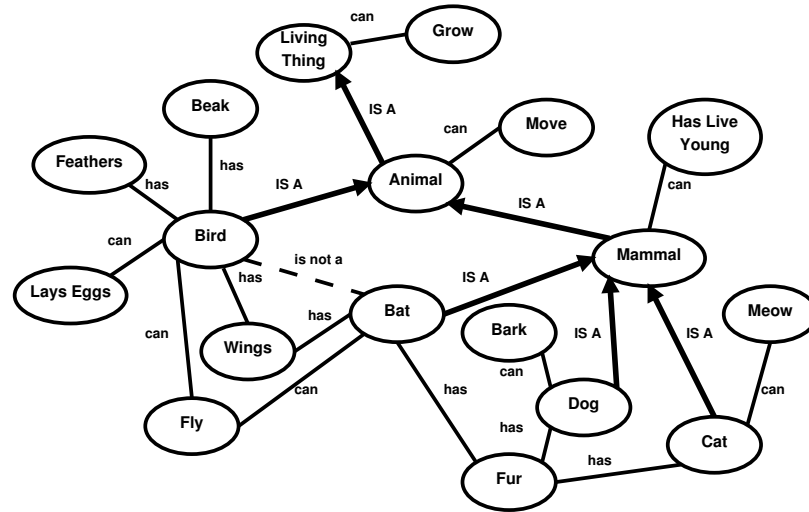 can
Living
Thing
Grow
Beak
IS A
can
Move
Has Live
Young
Feathers
has
has
IS A
Animal
can
can
Bird
IS A
Mammal
is not a
Lays Eggs
has
IS A
can
has
Bat
Bark
IS A
IS A
Meow
Wings
can
can
has
Dog
can
Fly
has
Cat
has
Fur